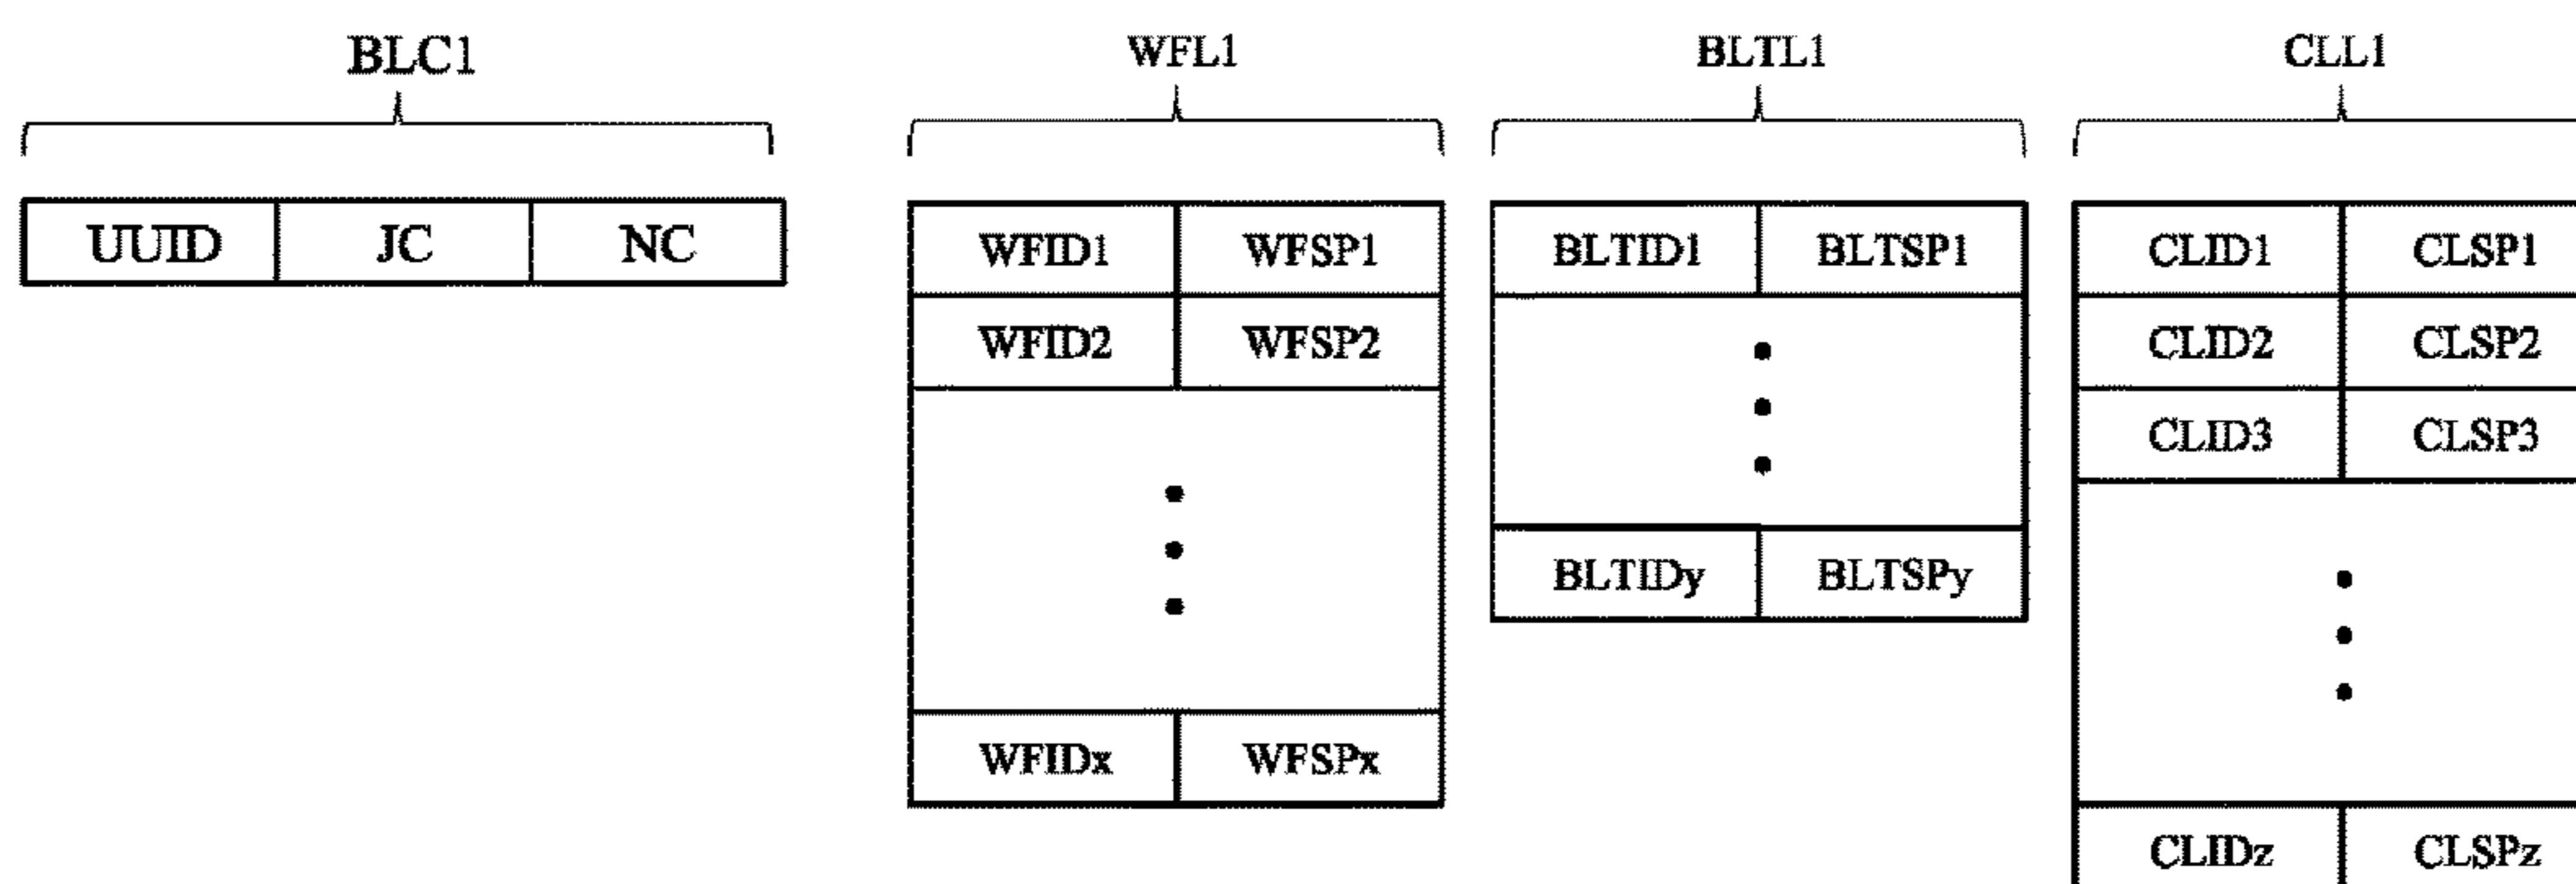 BLC1 WFL1 BLTL1 CLL1
UUID JC NC WFID1 WFSP1 BLTID1 BLTSP1 CLID1 CLSP1
WFID2 WFSP2 CLID2 CLSP2
CLID3 CLSP3
BLTIDy BLTSPy
WFIDx WFSPx
CLIDz CLSPz